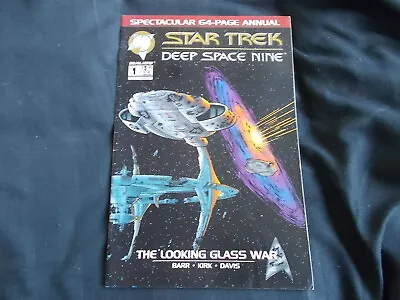 SPECTACULAR 64-PAGE ANNUAL
STAR TREK
DEEP SPACE NINE
1
THE LOOKING GLASS WAR
BARR • KIRK • DAVIS